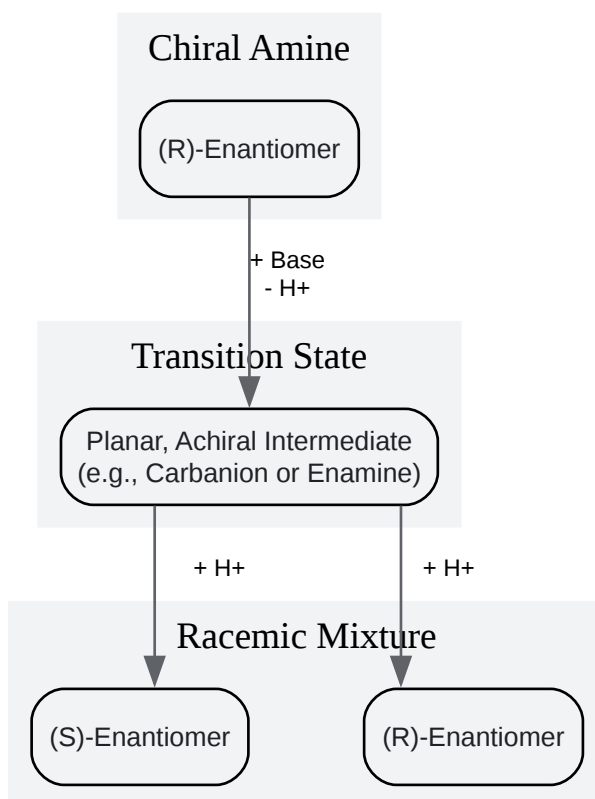 Chiral Amine
(R)-Enantiomer
+ Base
- H+
Transition State
Planar, Achiral Intermediate
(e.g., Carbanion or Enamine)
+ H+
+ H+
Racemic Mixture
(S)-Enantiomer
(R)-Enantiomer